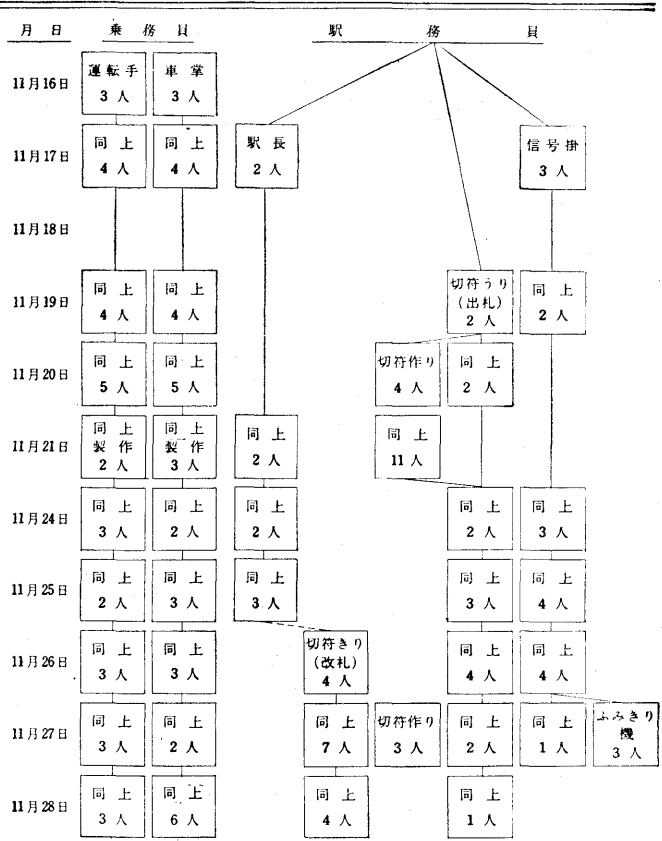 月 日 乗 務 員 駅 務 員
11月16日
運転手
3 人
車 掌
3 人
11月17日
同 上
4 人
同 上
4 人
駅 長
2 人
信号掛
3 人
11月18日
11月19日
同 上
4 人
同 上
4 人
切符うり
(出札)
2 人
同 上
2 人
11月20日
同 上
5 人
同 上
5 人
切符作り
4 人
同 上
2 人
11月21日
同 上
製 作
2 人
同 上
製 作
3 人
同 上
2 人
同 上
11 人
11月24日
同 上
3 人
同 上
2 人
同 上
2 人
同 上
2 人
同 上
3 人
11月25日
同 上
2 人
同 上
3 人
同 上
3 人
同 上
3 人
同 上
4 人
11月26日
同 上
3 人
同 上
3 人
切符きり
(改札)
4 人
同 上
4 人
同 上
4 人
11月27日
同 上
3 人
同 上
2 人
同 上
7 人
切符作り
3 人
同 上
2 人
同 上
1 人
ふみきり
機
3 人
11月28日
同 上
3 人
同 上
6 人
同 上
4 人
同 上
1 人